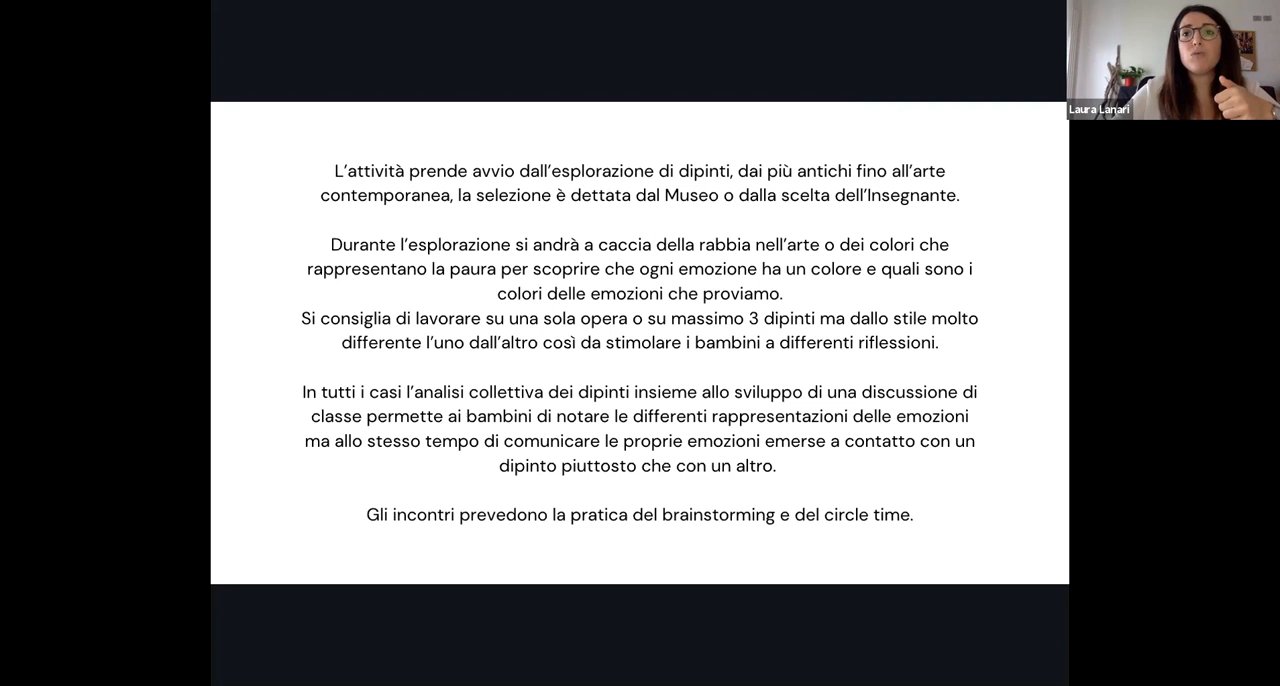 L’attività prende avvio dall’esplorazione di dipinti, dai più antichi fino all’arte
contemporanea, la selezione è dettata dal Museo o dalla scelta dell’Insegnante.
Durante l’esplorazione si andrà a caccia della rabbia nell’arte o dei colori che
rappresentano la paura per scoprire che ogni emozione ha un colore e quali sono i
colori delle emozioni che proviamo.
Si consiglia di lavorare su una sola opera o su massimo 3 dipinti ma dallo stile molto
differente l’uno dall’altro così da stimolare i bambini a differenti riflessioni.
In tutti i casi l’analisi collettiva dei dipinti insieme allo sviluppo di una discussione di
classe permette ai bambini di notare le differenti rappresentazioni delle emozioni
ma allo stesso tempo di comunicare le proprie emozioni emerse a contatto con un
dipinto piuttosto che con un altro.
Gli incontri prevedono la pratica del brainstorming e del circle time.
Laura Lanari